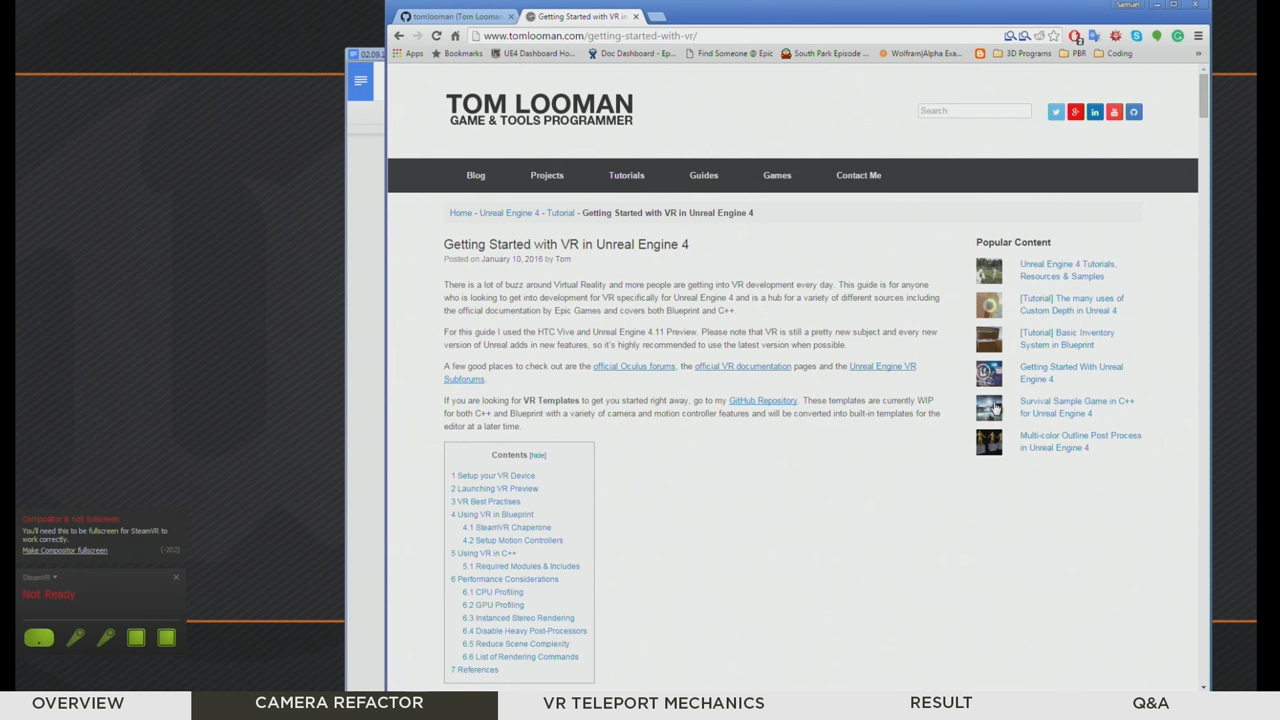 Samuel
tomlooman (Tom Looman
Getting Started with VR in
www.tomlooman.com/getting-started-with-vr/
Apps
Bookmarks
UE4 Dashboard Ho...
Doc Dashboard - Ep...
Find Someone @ Epic
South Park Episode ...
Wolfram|Alpha Exa...
3D Programs
PBR
Coding
»
02.09.
TOM LOOMAN
GAME & TOOLS PROGRAMMER
Search
Blog
Projects
Tutorials
Guides
Games
Contact Me
Home - Unreal Engine 4 - Tutorial - Getting Started with VR in Unreal Engine 4
Getting Started with VR in Unreal Engine 4
Posted on January 10, 2016 by Tom
There is a lot of buzz around Virtual Reality and more people are getting into VR development every day. This guide is for anyone
who is looking to get into development for VR specifically for Unreal Engine 4 and is a hub for a variety of different sources including
the official documentation by Epic Games and covers both Blueprint and C++.
For this guide I used the HTC Vive and Unreal Engine 4.11 Preview. Please note that VR is still a pretty new subject and every new
version of Unreal adds in new features, so it's highly recommended to use the latest version when possible.
A few good places to check out are the official Oculus forums, the official VR documentation pages and the Unreal Engine VR
Subforums.
If you are looking for VR Templates to get you started right away, go to my GitHub Repository. These templates are currently WIP
for both C++ and Blueprint with a variety of camera and motion controller features and will be converted into built-in templates for the
editor at a later time.
Contents [hide]
1 Setup your VR Device
2 Launching VR Preview
3 VR Best Practises
4 Using VR in Blueprint
4.1 SteamVR Chaperone
4.2 Setup Motion Controllers
5 Using VR in C++
5.1 Required Modules & Includes
6 Performance Considerations
6.1 CPU Profiling
6.2 GPU Profiling
6.3 Instanced Stereo Rendering
6.4 Disable Heavy Post-Processors
6.5 Reduce Scene Complexity
6.6 List of Rendering Commands
7 References
Popular Content
Unreal Engine 4 Tutorials,
Resources & Samples
[Tutorial] The many uses of
Custom Depth in Unreal 4
[Tutorial] Basic Inventory
System in Blueprint
Getting Started With Unreal
Engine 4
Survival Sample Game in C++
for Unreal Engine 4
Multi-color Outline Post Process
in Unreal Engine 4
Compositor is not fullscreen
You'll need this to be fullscreen for SteamVR to
work correctly.
Make Compositor fullscreen
(-202)
SteamVR
Not Ready
OVERVIEW
CAMERA REFACTOR
VR TELEPORT MECHANICS
RESULT
Q&A